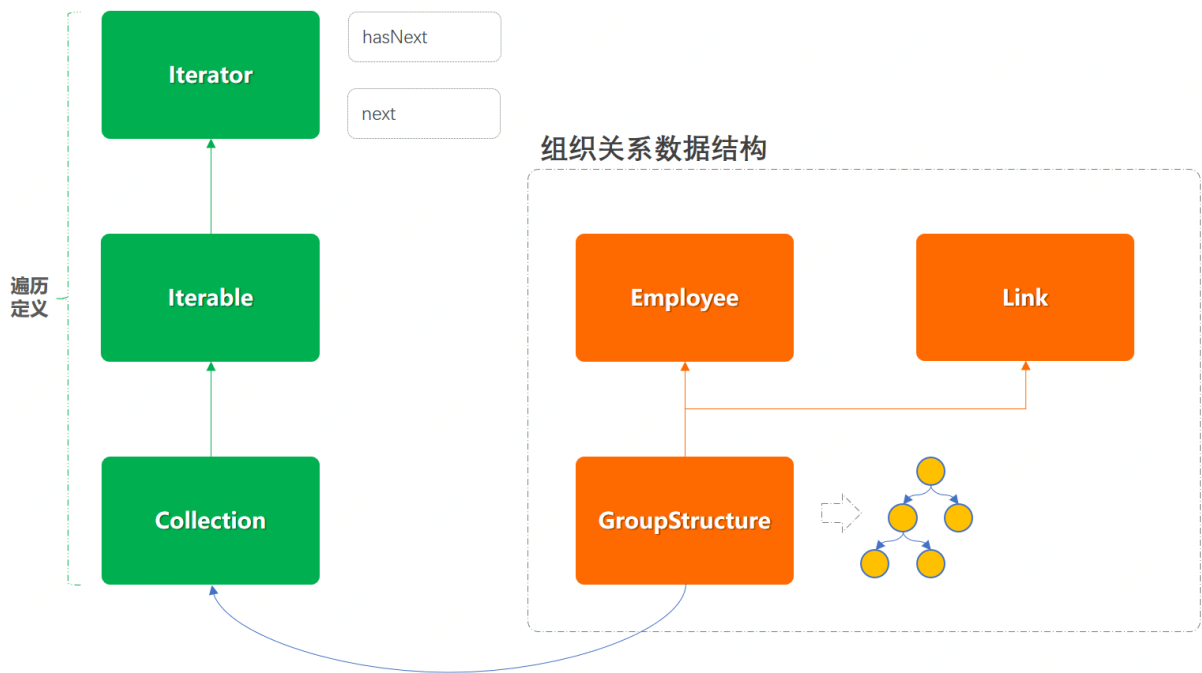 Iterator
hasNext
next
组织关系数据结构
遍历
定义
Iterable
Employee
Link
Collection
GroupStructure